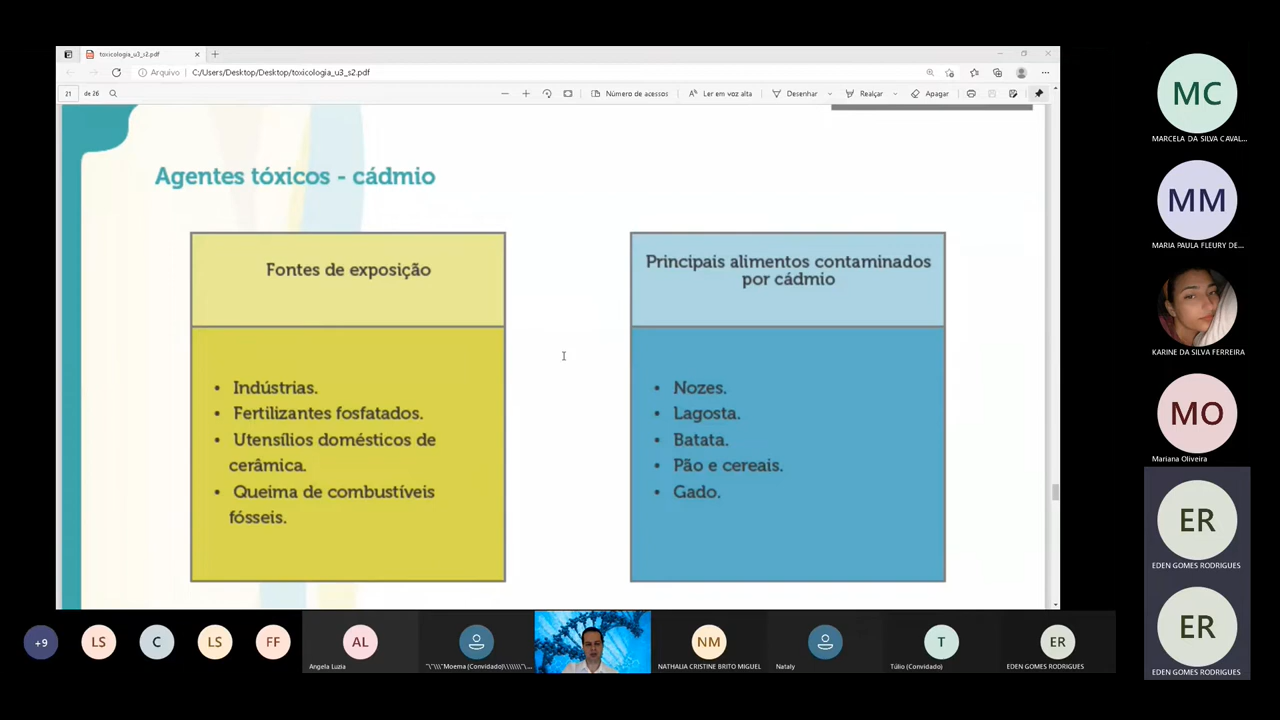 toxicologia_u3_s2.pdf
Arquivo
C:/Users/Desktop/Desktop/toxicologia_u3_s2.pdf
21
de 26
Número de acessos
Ler em voz alta
Desenhar
Realçar
Apagar
Agentes tóxicos - cádmio
Fontes de exposição
• Indústrias.
• Fertilizantes fosfatados.
• Utensílios domésticos de
cerâmica.
• Queima de combustíveis
fósseis.
Principais alimentos contaminados
por cádmio
• Nozes.
• Lagosta.
• Batata.
• Pão e cereais.
• Gado.
MC
MARCELA DA SILVA CAVAL...
MM
MARIA PAULA FLEURY DE...
KARINE DA SILVA FERREIRA
MO
Mariana Oliveira
ER
EDEN GOMES RODRIGUES
ER
EDEN GOMES RODRIGUES
+9
LS
C
LS
FF
AL
Angela Luzia
Moema (Convidado)
NM
NATHALIA CRISTINE BRITO MIGUEL
Nataly
T
Túlio (Convidado)
ER
EDEN GOMES RODRIGUES